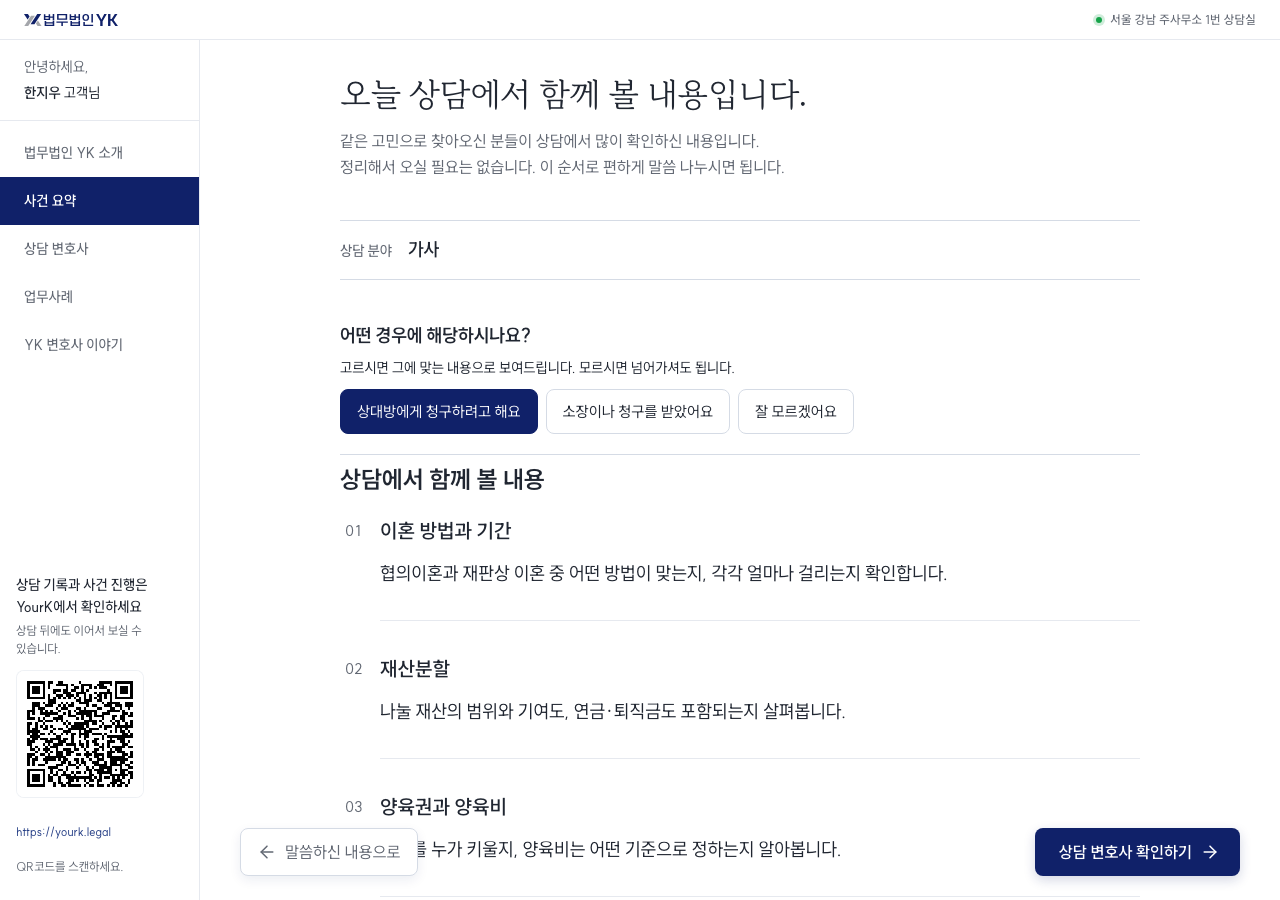 법무법인 YK
서울 강남 주사무소 1번 상담실
안녕하세요,
한지우 고객님
법무법인 YK 소개
사건 요약
상담 변호사
업무사례
YK 변호사 이야기
상담 기록과 사건 진행은
YourK에서 확인하세요
상담 뒤에도 이어서 보실 수
있습니다.
https://yourk.legal
QR코드를 스캔하세요.
오늘 상담에서 함께 볼 내용입니다.
같은 고민으로 찾아오신 분들이 상담에서 많이 확인하신 내용입니다.
정리해서 오실 필요는 없습니다. 이 순서로 편하게 말씀 나누시면 됩니다.
상담 분야 가사
어떤 경우에 해당하시나요?
고르시면 그에 맞는 내용으로 보여드립니다. 모르시면 넘어가셔도 됩니다.
상대방에게 청구하려고 해요 소장이나 청구를 받았어요 잘 모르겠어요
상담에서 함께 볼 내용
01 이혼 방법과 기간
협의이혼과 재판상 이혼 중 어떤 방법이 맞는지, 각각 얼마나 걸리는지 확인합니다.
02 재산분할
나눌 재산의 범위와 기여도, 연금·퇴직금도 포함되는지 살펴봅니다.
03 양육권과 양육비
를 누가 키울지, 양육비는 어떤 기준으로 정하는지 알아봅니다.
← 말씀하신 내용으로
상담 변호사 확인하기 →